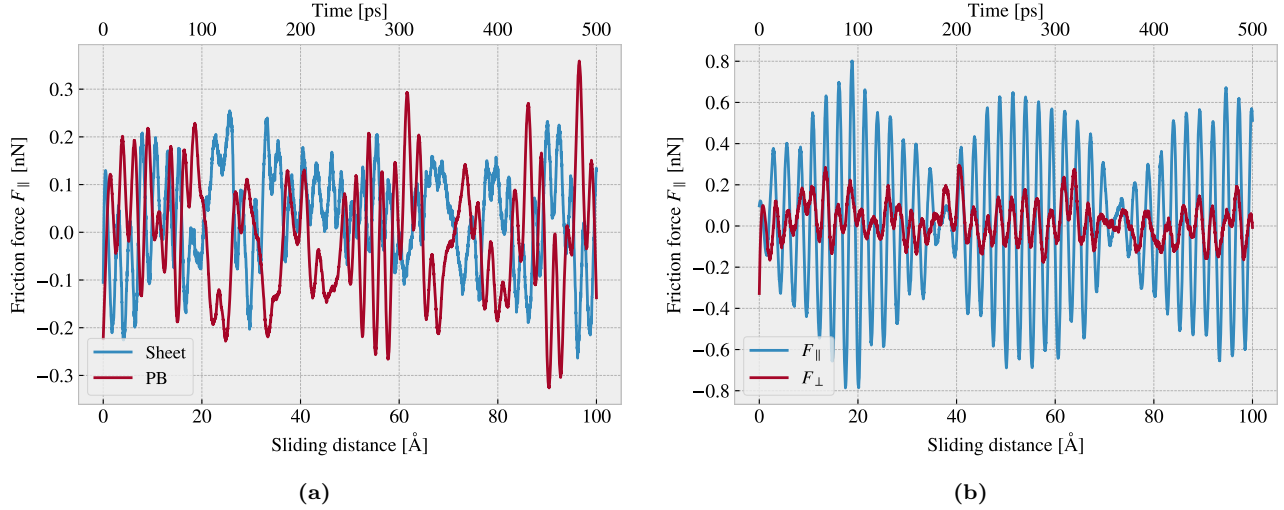 Time [ps]
0 100 200 300 400 500
0.3
0.2
0.1
0.0
−0.1
−0.2
−0.3
Friction force F∥ [nN]
Sheet
PB
0 20 40 60 80 100
Sliding distance [Å]
(a)
Time [ps]
0 100 200 300 400 500
0.8
0.6
0.4
0.2
0.0
−0.2
−0.4
−0.6
−0.8
Friction force F∥ [nN]
F∥
F⊥
0 20 40 60 80 100
Sliding distance [Å]
(b)